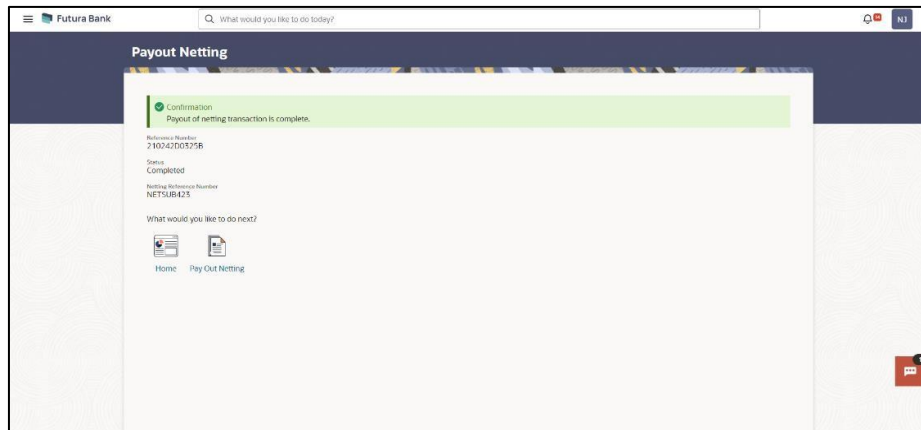 Futura Bank
What would you like to do today?
NJ
Payout Netting
Confirmation
Payout of netting transaction is complete.
Reference Number
210242D0325B
Status
Completed
Netting Reference Number
NETSUB423
What would you like to do next?
Home
Pay Out Netting